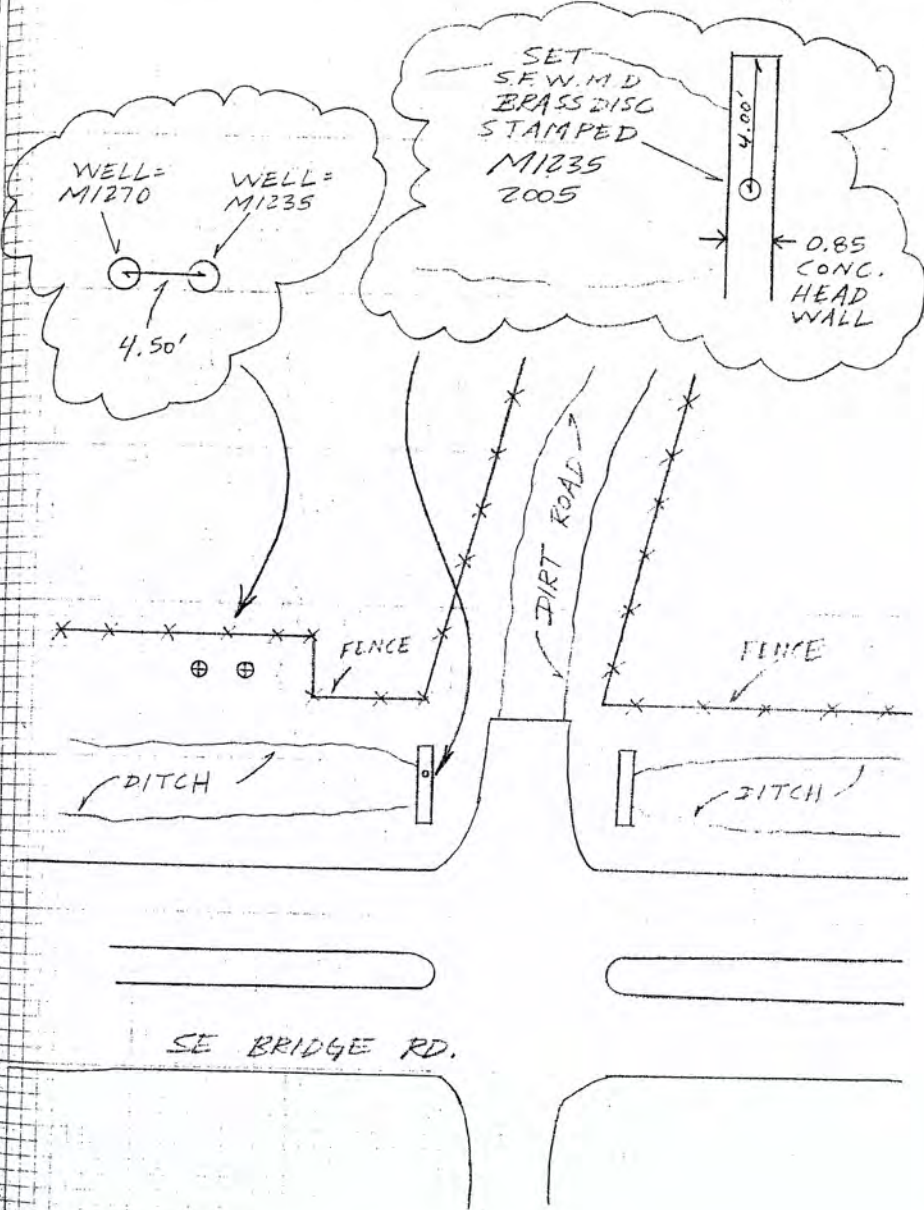 SET
S.F.W.M.D
BRASS DISC
STAMPED
M1235
2005
4.00'
0.85
CONC.
HEAD
WALL
WELL=
M1270
WELL=
M1235
4.50'
DIRT ROAD
FENCE
FENCE
DITCH
DITCH
SE BRIDGE RD.